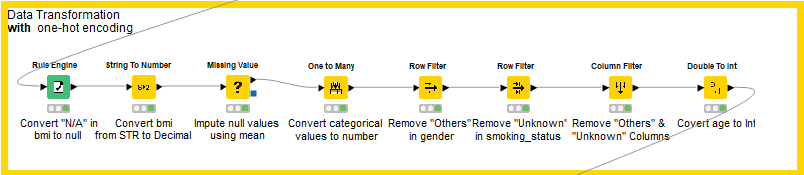 Data Transformation
with one-hot encoding
Rule Engine
String To Number
Missing Value
One to Many
Row Filter
Row Filter
Column Filter
Double To Int
S▸2
?
Convert "N/A" in
bmi to null
Convert bmi
from STR to Decimal
Impute null values
using mean
Convert categorical
values to number
Remove "Others"
in gender
Remove "Unknown"
in smoking_status
Remove "Others" &
"Unknown" Columns
Covert age to Int